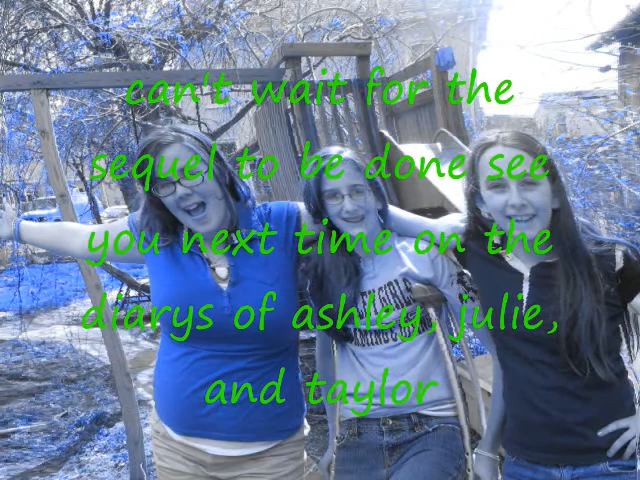 can't wait for the
sequel to be done see
you next time on the
diarys of ashley, julie,
and taylor
GIRLS